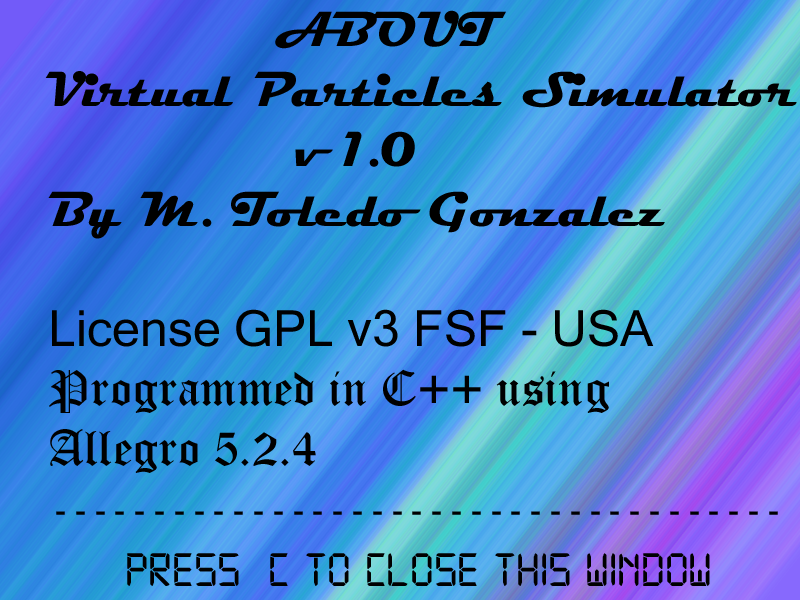 ABOUT
Virtual Particles Simulator
v 1.0
By M. Toledo Gonzalez
License GPL v3 FSF - USA
Programmed in C++ using
Allegro 5.2.4
--------------------------------------
PRESS C TO CLOSE THIS WINDOW